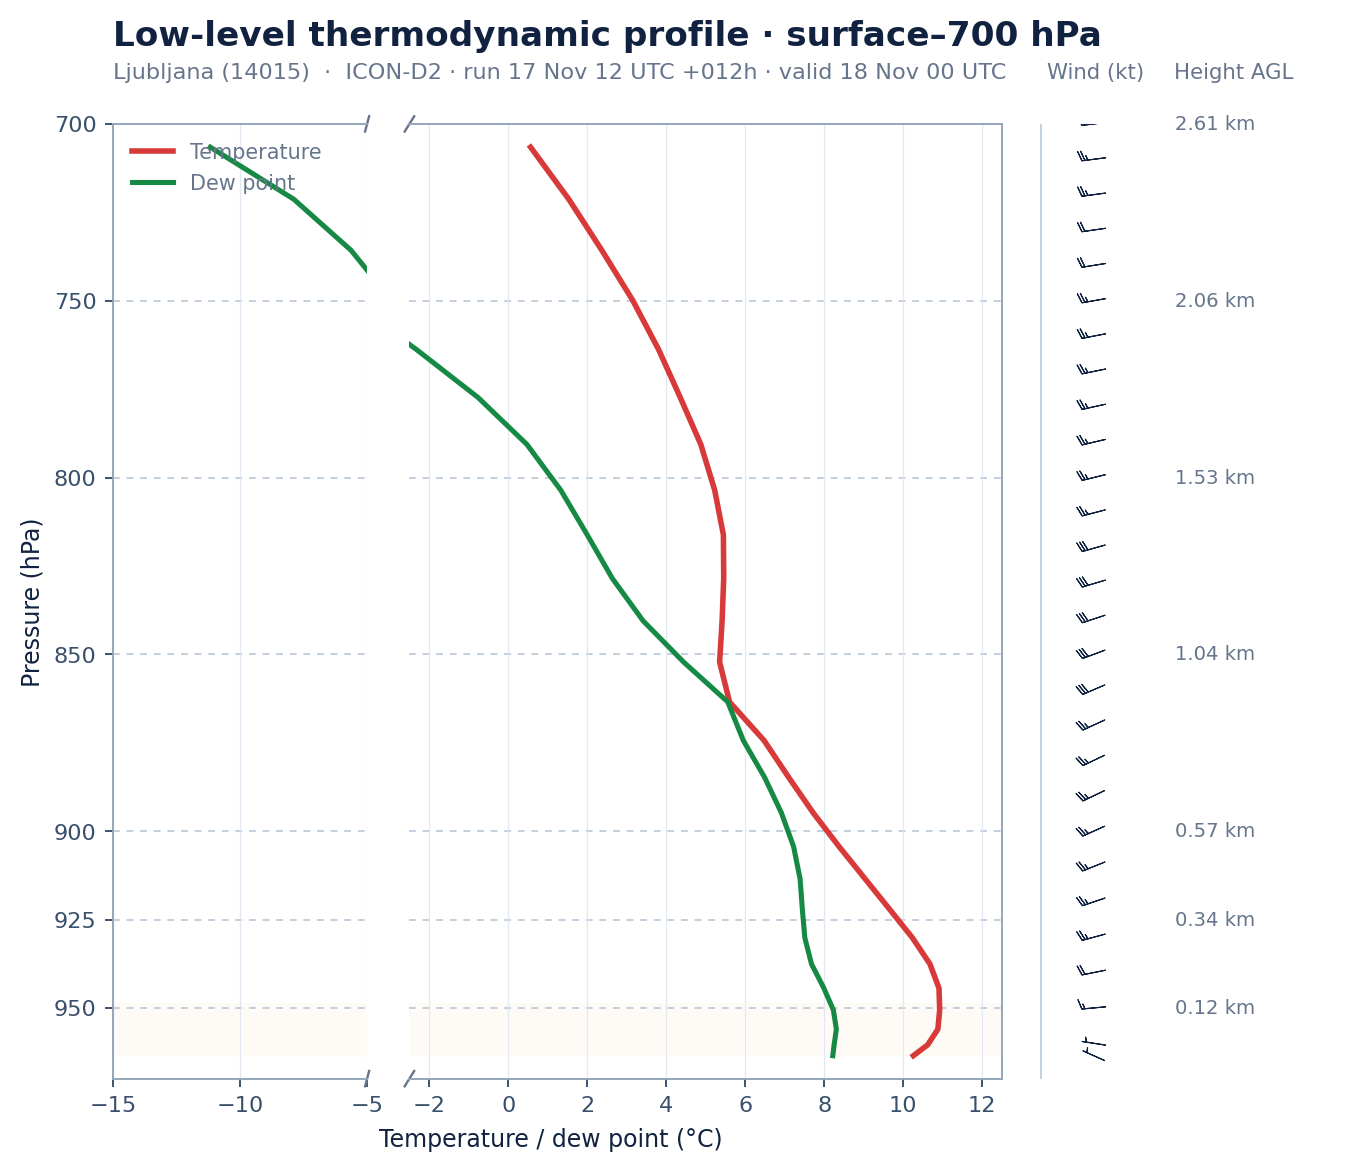 Low-level thermodynamic profile · surface–700 hPa
Ljubljana (14015) · ICON-D2 · run 17 Nov 12 UTC +012h · valid 18 Nov 00 UTC
Wind (kt)
Height AGL
Temperature
Dew point
700
750
800
850
900
925
950
Pressure (hPa)
2.61 km
2.06 km
1.53 km
1.04 km
0.57 km
0.34 km
0.12 km
−15
−10
−5
−2
0
2
4
6
8
10
12
Temperature / dew point (°C)